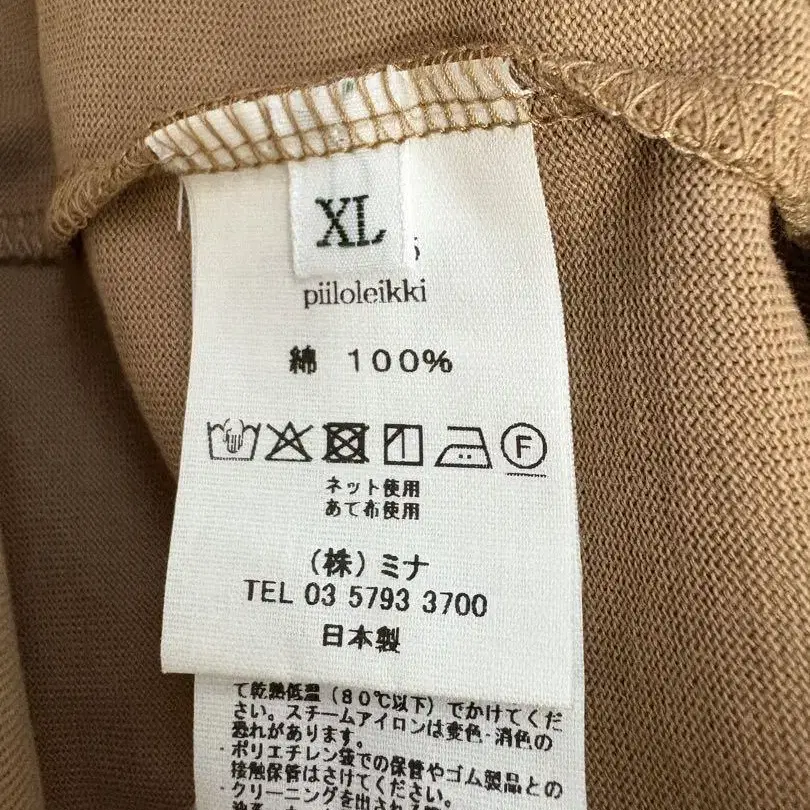 XL
piiloleikki
綿 100%
F
ネット使用
あて布使用
(株)ミナ
TEL 03 5793 3700
日本製
て乾熱低温(80℃以下)でかけてくだ
さい。スチームアイロンは変色・消色の
恐れがあります。
・ポリエチレン袋での保管やゴム製品との
接触保管はさけてください。
・クリーニングを出される際